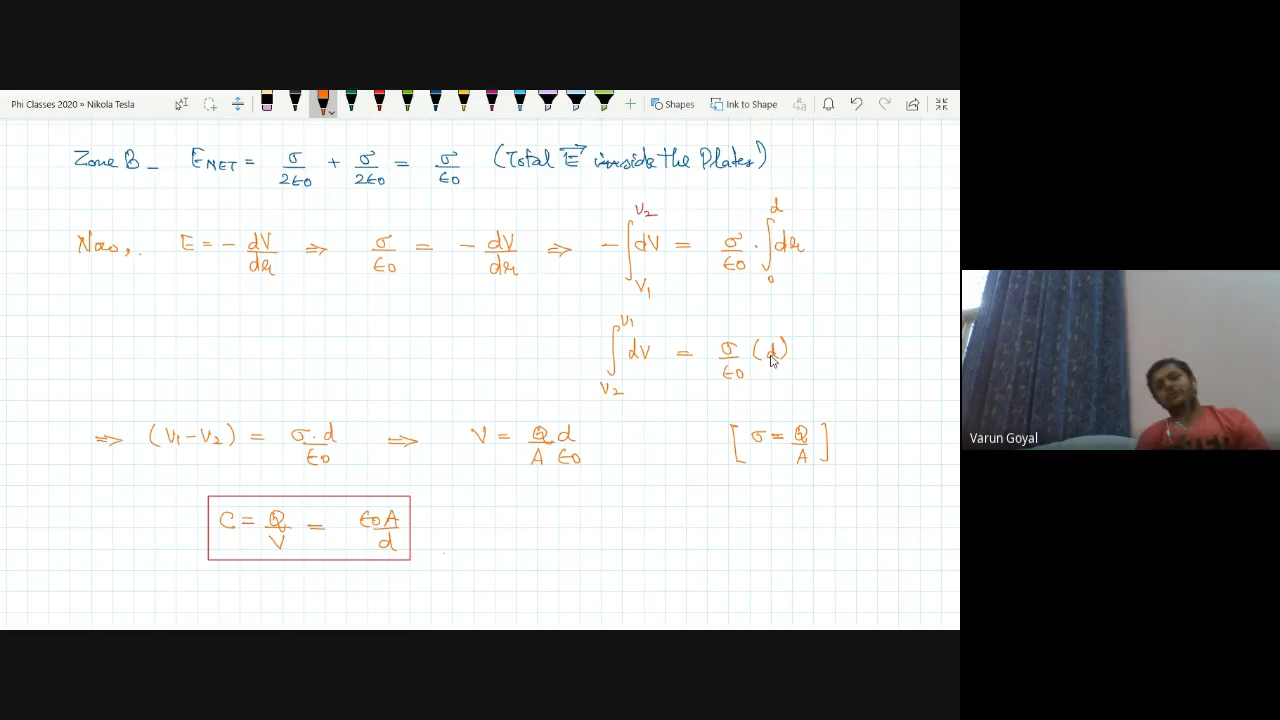 Phi Classes 2020 » Nikola Tesla
Shapes
Ink to Shape
Zone B - E_NET = σ/2ϵ0 + σ/2ϵ0 = σ/ϵ0 (Total E⃗ inside the Plates)
Now, E = - dV/dr ⇒ σ/ϵ0 = - dV/dr ⇒ - ∫_{V1}^{V2} dV = σ/ϵ0 · ∫_0^d dr
∫_{V2}^{V1} dV = σ/ϵ0 (d)
⇒ (V1 - V2) = σ.d/ϵ0 ⇒ V = Q d/A ϵ0 [σ = Q/A]
C = Q/V = ϵ0A/d
Varun Goyal